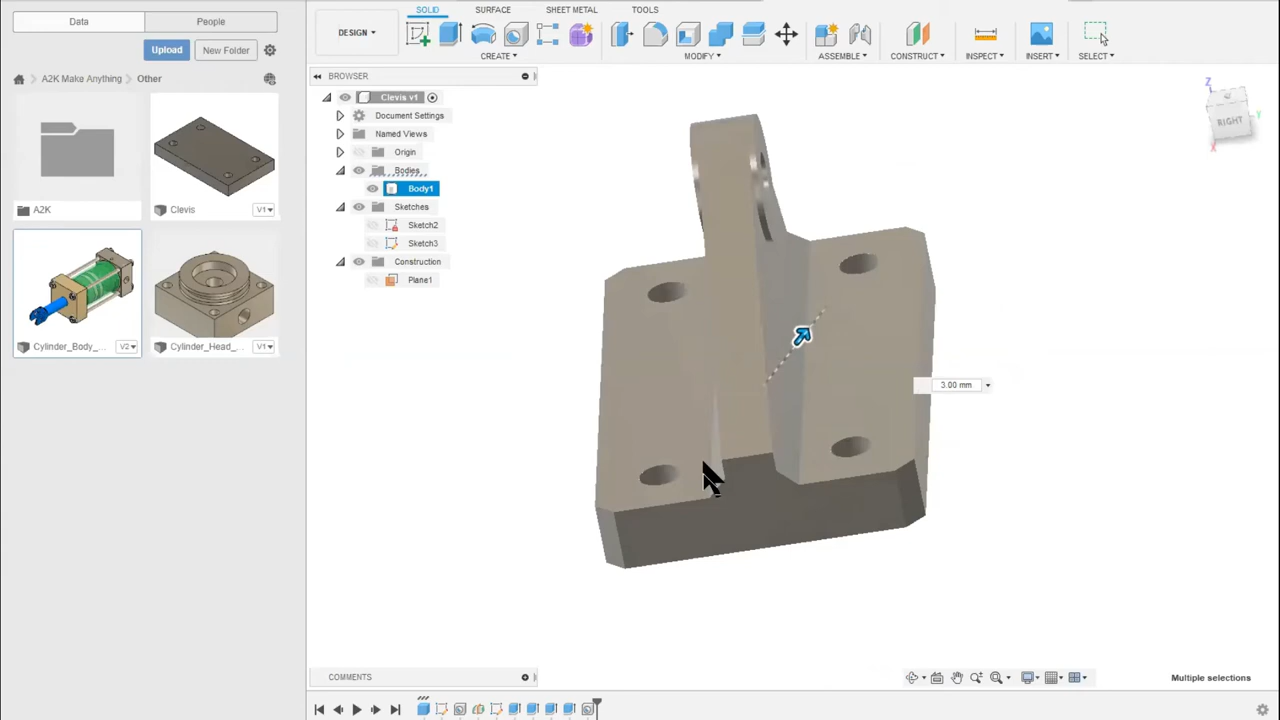 Data
People
Upload
New Folder
A2K Make Anything
Other
A2K
Clevis
V1
Cylinder_Body_...
V2
Cylinder_Head_...
V1
DESIGN
SOLID
SURFACE
SHEET METAL
TOOLS
CREATE
MODIFY
ASSEMBLE
CONSTRUCT
INSPECT
INSERT
SELECT
BROWSER
Clevis v1
Document Settings
Named Views
Origin
Bodies
Body1
Sketches
Sketch2
Sketch3
Construction
Plane1
Z
RIGHT
Y
X
3.00 mm
COMMENTS
Multiple selections